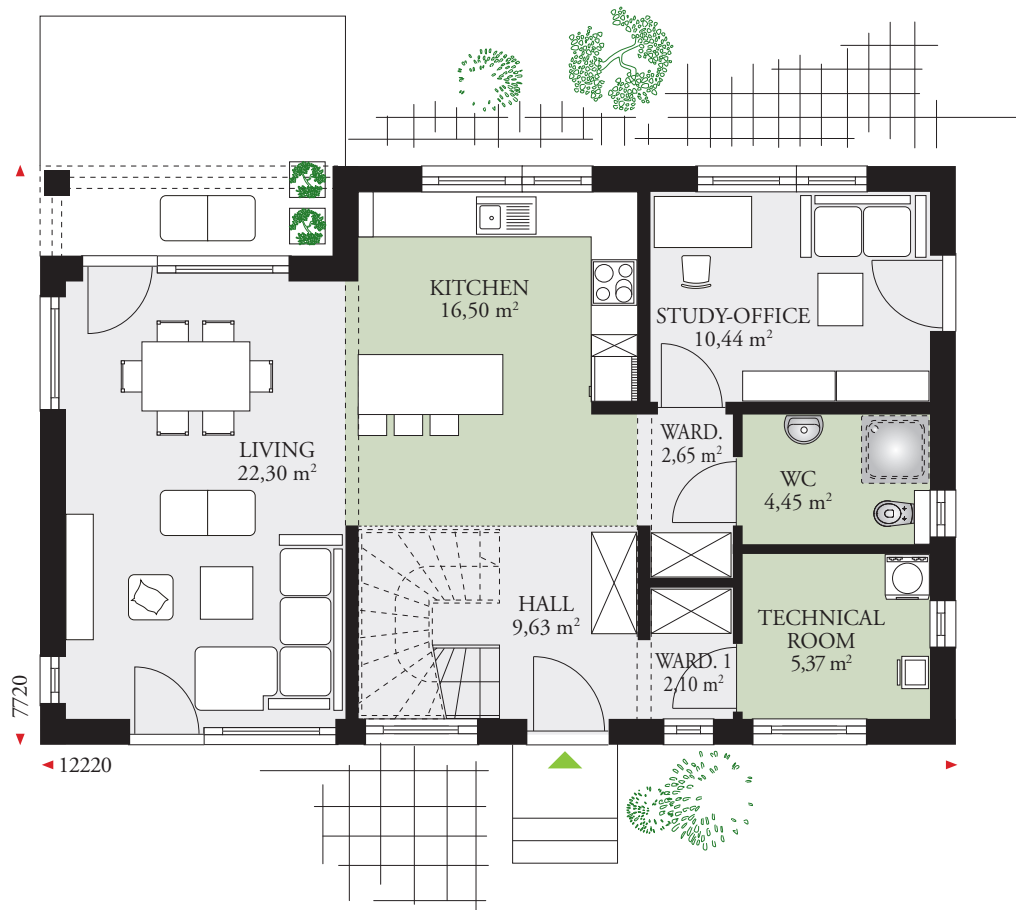 KITCHEN
16,50 m²
STUDY-OFFICE
10,44 m²
LIVING
22,30 m²
WARD.
2,65 m²
WC
4,45 m²
HALL
9,63 m²
TECHNICAL
ROOM
5,37 m²
WARD. 1
2,10 m²
7720
12220